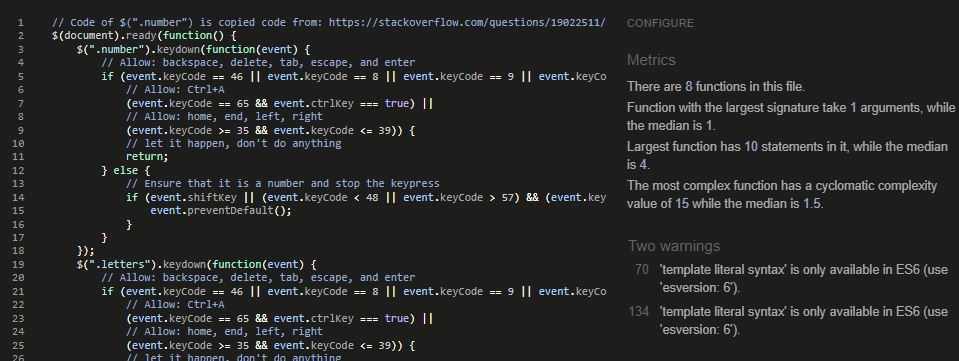 1 // Code of $(".number") is copied code from: https://stackoverflow.com/questions/19022511/
2 $(document).ready(function() {
3 $(".number").keydown(function(event) {
4 // Allow: backspace, delete, tab, escape, and enter
5 if (event.keyCode == 46 || event.keyCode == 8 || event.keyCode == 9 || event.keyCo
6 // Allow: Ctrl+A
7 (event.keyCode == 65 && event.ctrlKey === true) ||
8 // Allow: home, end, left, right
9 (event.keyCode >= 35 && event.keyCode <= 39)) {
10 // let it happen, don't do anything
11 return;
12 } else {
13 // Ensure that it is a number and stop the keypress
14 if (event.shiftKey || (event.keyCode < 48 || event.keyCode > 57) && (event.key
15 event.preventDefault();
16 }
17 }
18 });
19 $(".letters").keydown(function(event) {
20 // Allow: backspace, delete, tab, escape, and enter
21 if (event.keyCode == 46 || event.keyCode == 8 || event.keyCode == 9 || event.keyCo
22 // Allow: Ctrl+A
23 (event.keyCode == 65 && event.ctrlKey === true) ||
24 // Allow: home, end, left, right
25 (event.keyCode >= 35 && event.keyCode <= 39)) {
26 // let it happen, don't do anything
CONFIGURE
Metrics
There are 8 functions in this file.
Function with the largest signature take 1 arguments, while
the median is 1.
Largest function has 10 statements in it, while the median
is 4.
The most complex function has a cyclomatic complexity
value of 15 while the median is 1.5.
Two warnings
70 'template literal syntax' is only available in ES6 (use
'esversion: 6').
134 'template literal syntax' is only available in ES6 (use
'esversion: 6').